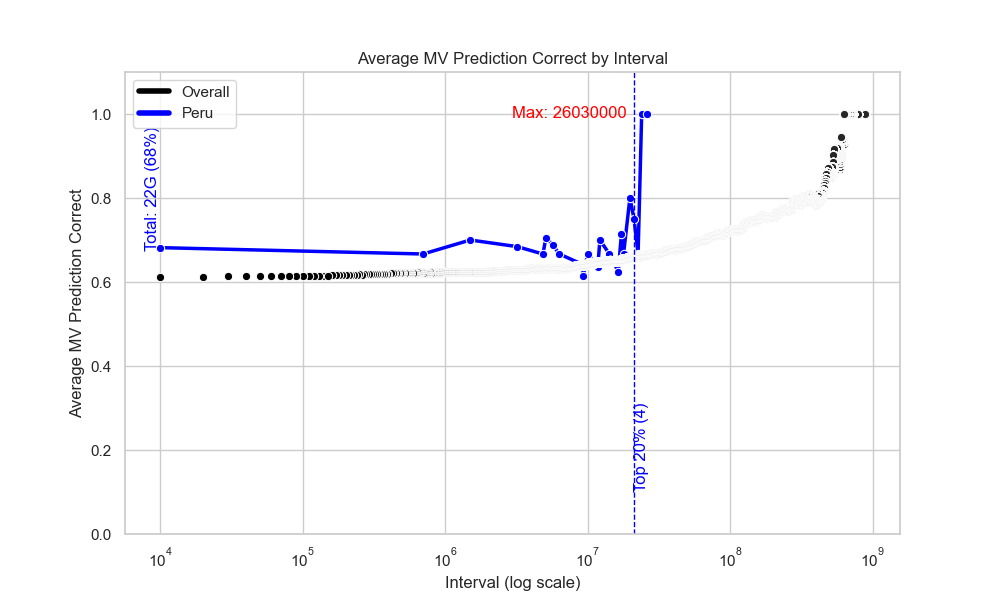 Average MV Prediction Correct by Interval
Overall
Peru
Max: 26030000
Total: 22G (68%)
Top 20% (4)
Average MV Prediction Correct
1.0
0.8
0.6
0.4
0.2
0.0
10^4
10^5
10^6
10^7
10^8
10^9
Interval (log scale)